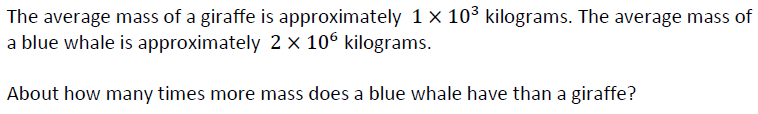 The average mass of a giraffe is approximately 1 × 10³ kilograms. The average mass of
a blue whale is approximately 2 × 10⁶ kilograms.
About how many times more mass does a blue whale have than a giraffe?